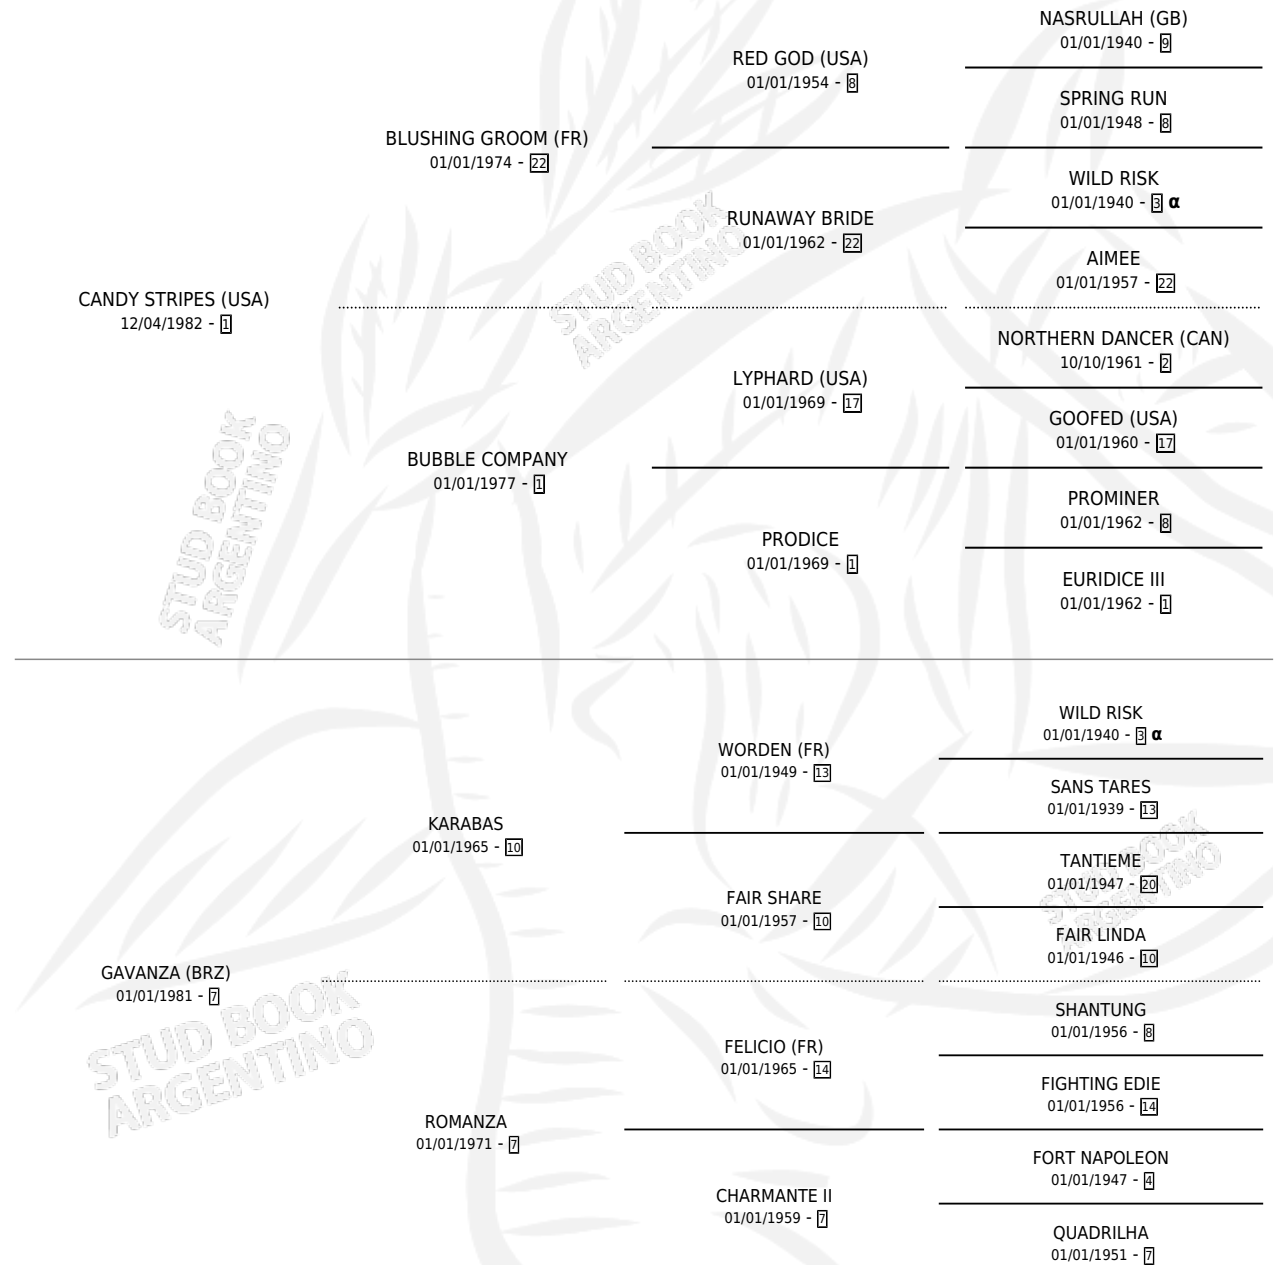 NASRULLAH (GB)
01/01/1940 - 9
RED GOD (USA)
01/01/1954 - 8
SPRING RUN
01/01/1948 - 8
BLUSHING GROOM (FR)
01/01/1974 - 22
WILD RISK
01/01/1940 - 3 α
RUNAWAY BRIDE
01/01/1962 - 22
AIMEE
01/01/1957 - 22
CANDY STRIPES (USA)
12/04/1982 - 1
NORTHERN DANCER (CAN)
10/10/1961 - 2
LYPHARD (USA)
01/01/1969 - 17
GOOFED (USA)
01/01/1960 - 17
BUBBLE COMPANY
01/01/1977 - 1
PROMINER
01/01/1962 - 8
PRODICE
01/01/1969 - 1
EURIDICE III
01/01/1962 - 1
WILD RISK
01/01/1940 - 3 α
WORDEN (FR)
01/01/1949 - 13
SANS TARES
01/01/1939 - 13
KARABAS
01/01/1965 - 10
TANTIEME
01/01/1947 - 20
FAIR SHARE
01/01/1957 - 10
FAIR LINDA
01/01/1946 - 10
GAVANZA (BRZ)
01/01/1981 - 7
SHANTUNG
01/01/1956 - 8
FELICIO (FR)
01/01/1965 - 14
FIGHTING EDIE
01/01/1956 - 14
ROMANZA
01/01/1971 - 7
FORT NAPOLEON
01/01/1947 - 4
CHARMANTE II
01/01/1959 - 7
QUADRILHA
01/01/1951 - 7
STUD BOOK
ARGENTINO
STUD BOOK
ARGENTINO
STUD BOOK
ARGENTINO
STUD BOOK
ARGENTINO